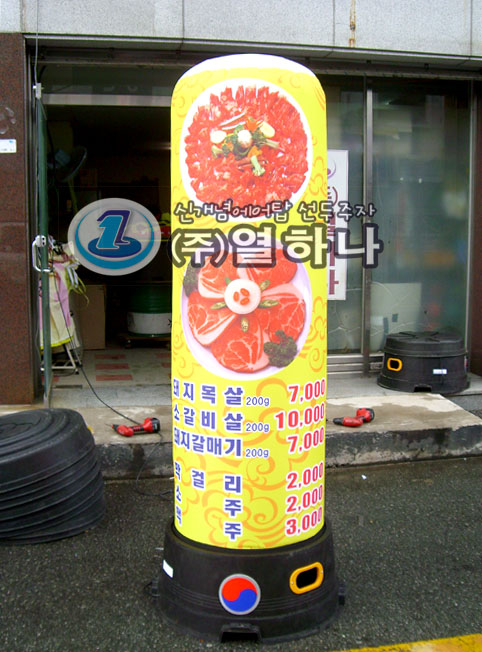 신개념에어탑 선두주자
1
(주)열하나
돼지목살 200g 7,000
소갈비살 200g 10,000
돼지갈매기 200g 7,000
막걸리 2,000
소주 2,000
맥주 3,000